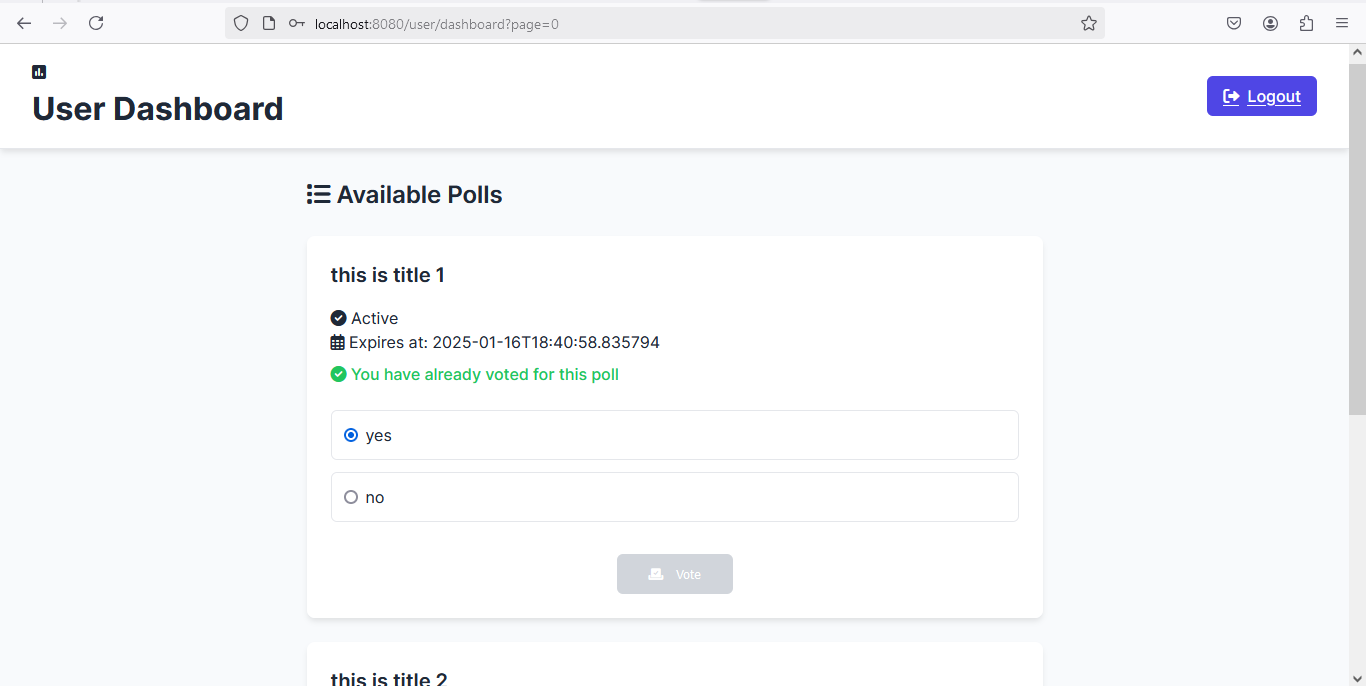 localhost:8080/user/dashboard?page=0
User Dashboard
Logout
Available Polls
this is title 1
Active
Expires at: 2025-01-16T18:40:58.835794
You have already voted for this poll
yes
no
Vote
this is title 2